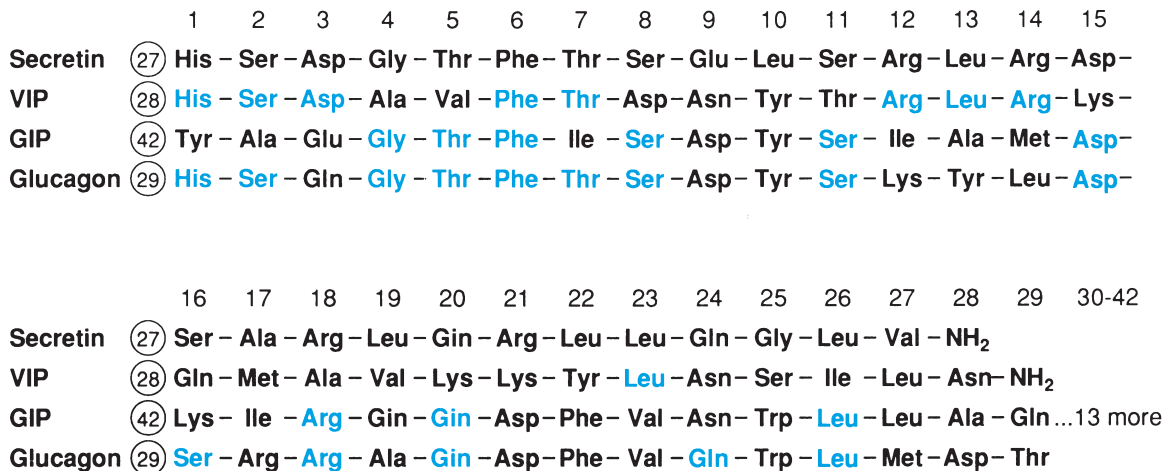 1 2 3 4 5 6 7 8 9 10 11 12 13 14 15
Secretin 27 His – Ser – Asp – Gly – Thr – Phe – Thr – Ser – Glu – Leu – Ser – Arg – Leu – Arg – Asp –
VIP 28 His – Ser – Asp – Ala – Val – Phe – Thr – Asp – Asn – Tyr – Thr – Arg – Leu – Arg – Lys –
GIP 42 Tyr – Ala – Glu – Gly – Thr – Phe – Ile – Ser – Asp – Tyr – Ser – Ile – Ala – Met – Asp –
Glucagon 29 His – Ser – Gln – Gly – Thr – Phe – Thr – Ser – Asp – Tyr – Ser – Lys – Tyr – Leu – Asp –
16 17 18 19 20 21 22 23 24 25 26 27 28 29 30-42
Secretin 27 Ser – Ala – Arg – Leu – Gin – Arg – Leu – Leu – Gln – Gly – Leu – Val – NH₂
VIP 28 Gln – Met – Ala – Val – Lys – Lys – Tyr – Leu – Asn – Ser – Ile – Leu – Asn – NH₂
GIP 42 Lys – Ile – Arg – Gin – Gin – Asp – Phe – Val – Asn – Trp – Leu – Leu – Ala – Gln ...13 more
Glucagon 29 Ser – Arg – Arg – Ala – Gin – Asp – Phe – Val – Gln – Trp – Leu – Met – Asp – Thr